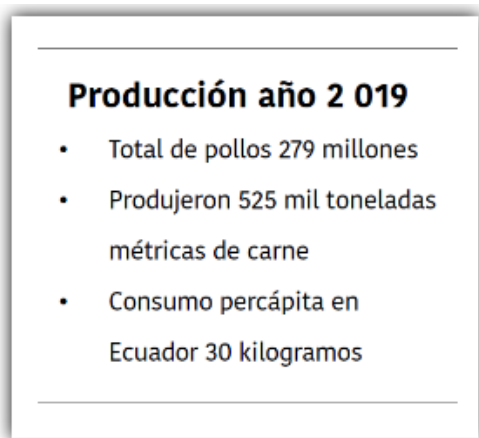 Producción año 2 019
• Total de pollos 279 millones
• Produjeron 525 mil toneladas
métricas de carne
• Consumo percápita en
Ecuador 30 kilogramos